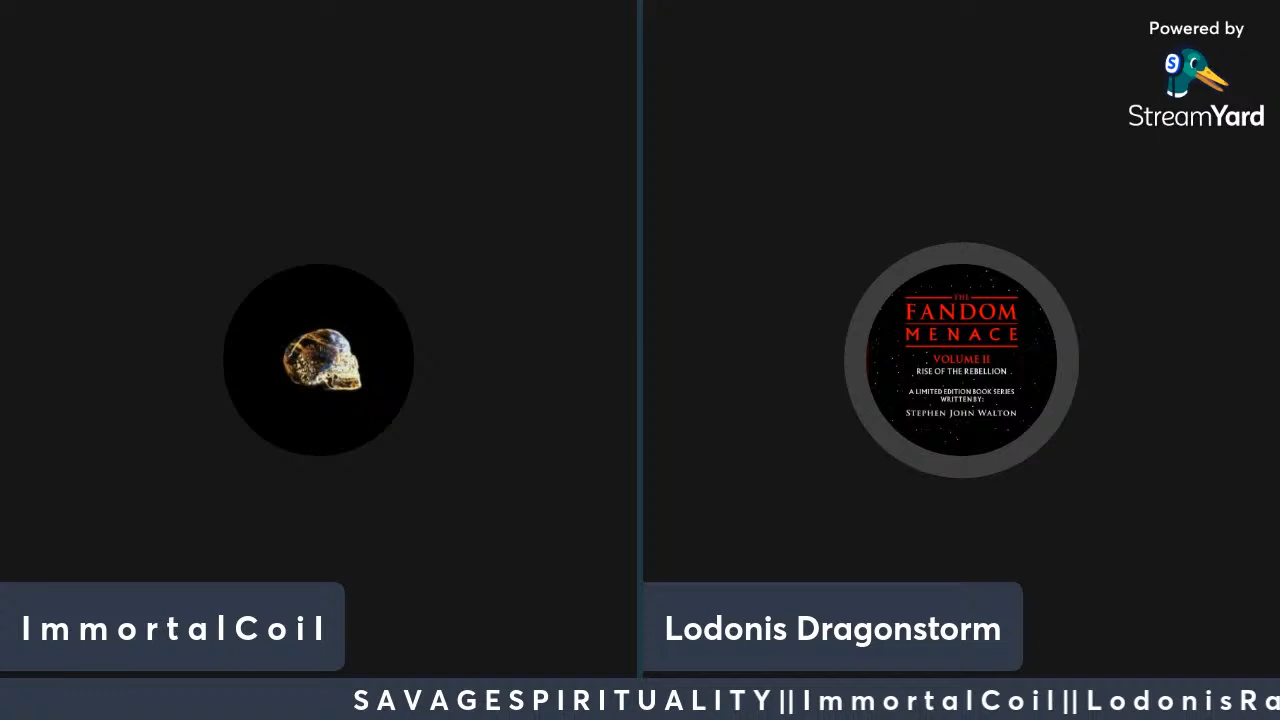 Powered by
S
StreamYard
THE
FANDOM
MENACE
VOLUME II
RISE OF THE REBELLION
A LIMITED EDITION BOOK SERIES
WRITTEN BY:
STEPHEN JOHN WALTON
I m m o r t a l C o i l
Lodonis Dragonstorm
S A V A G E S P I R I T U A L I T Y || I m m o r t a l C o i l || L o d o n i s R a